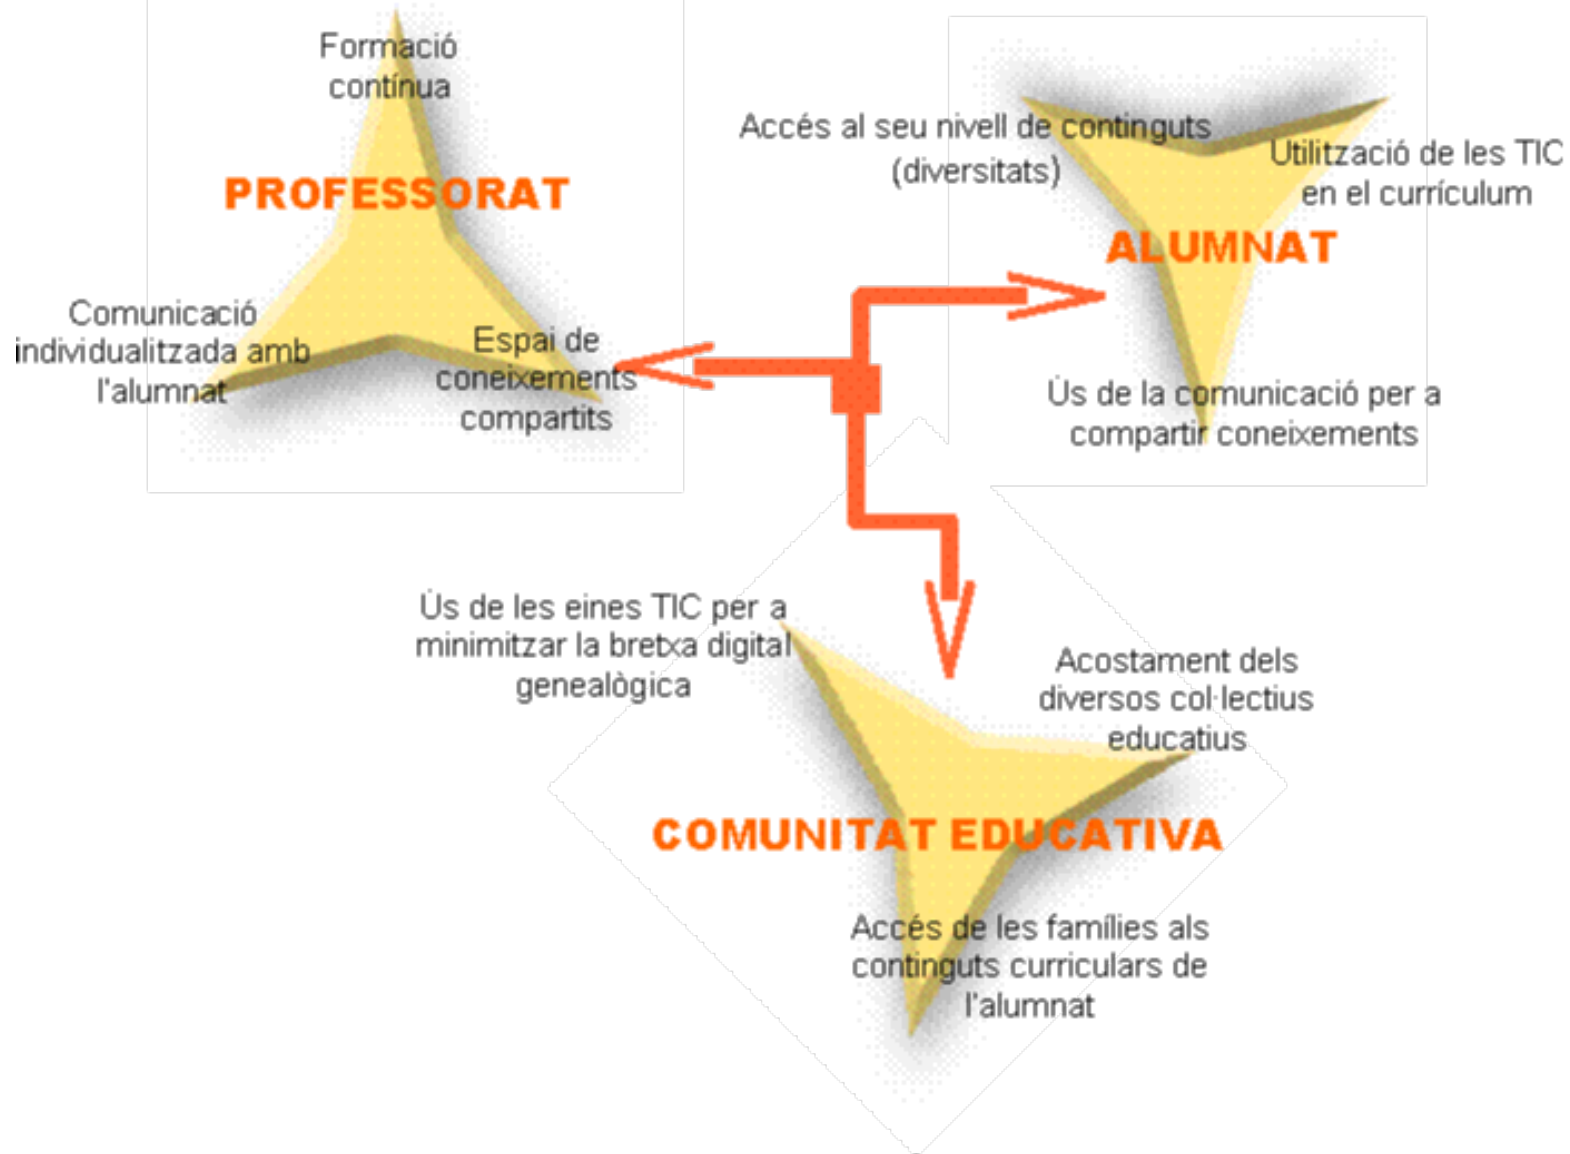 Formació
contínua
PROFESSORAT
Comunicació
individualitzada amb
l'alumnat
Espai de
coneixements
compartits
Accés al seu nivell de continguts
(diversitats)
Utilització de les TIC
en el currículum
ALUMNAT
Ús de la comunicació per a
compartir coneixements
Ús de les eines TIC per a
minimitzar la bretxa digital
genealògica
Acostament dels
diversos col·lectius
educatius
COMUNITAT EDUCATIVA
Accés de les famílies als
continguts curriculars de
l'alumnat